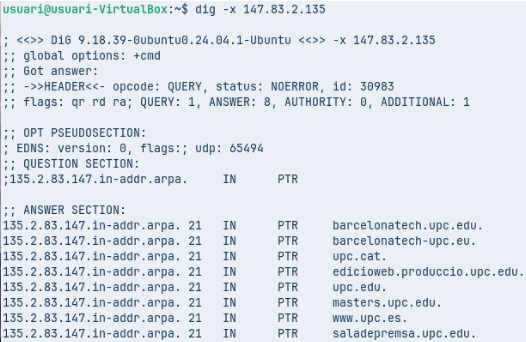 usuari@usuari-VirtualBox:~$ dig -x 147.83.2.135

; <<>> DiG 9.18.39-0ubuntu0.24.04.1-Ubuntu <<>> -x 147.83.2.135
;; global options: +cmd
;; Got answer:
;; ->>HEADER<<- opcode: QUERY, status: NOERROR, id: 30983
;; flags: qr rd ra; QUERY: 1, ANSWER: 8, AUTHORITY: 0, ADDITIONAL: 1

;; OPT PSEUDOSECTION:
; EDNS: version: 0, flags:; udp: 65494
;; QUESTION SECTION:
;135.2.83.147.in-addr.arpa. IN PTR

;; ANSWER SECTION:
135.2.83.147.in-addr.arpa. 21 IN PTR barcelonatech.upc.edu.
135.2.83.147.in-addr.arpa. 21 IN PTR barcelonatech-upc.eu.
135.2.83.147.in-addr.arpa. 21 IN PTR upc.cat.
135.2.83.147.in-addr.arpa. 21 IN PTR edicioweb.produccio.upc.edu.
135.2.83.147.in-addr.arpa. 21 IN PTR upc.edu.
135.2.83.147.in-addr.arpa. 21 IN PTR masters.upc.edu.
135.2.83.147.in-addr.arpa. 21 IN PTR www.upc.es.
135.2.83.147.in-addr.arpa. 21 IN PTR saladepremsa.upc.edu.